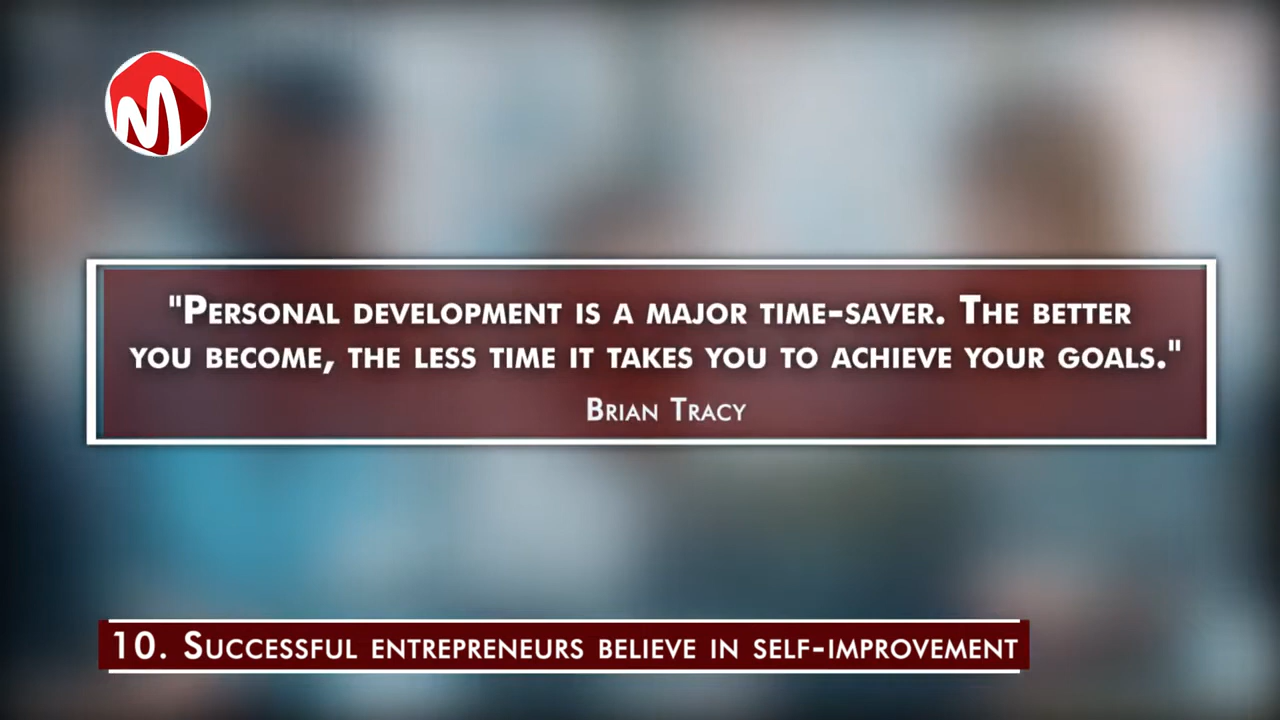 "Personal development is a major time-saver. The better
you become, the less time it takes you to achieve your goals."
Brian Tracy
10. Successful entrepreneurs believe in self-improvement